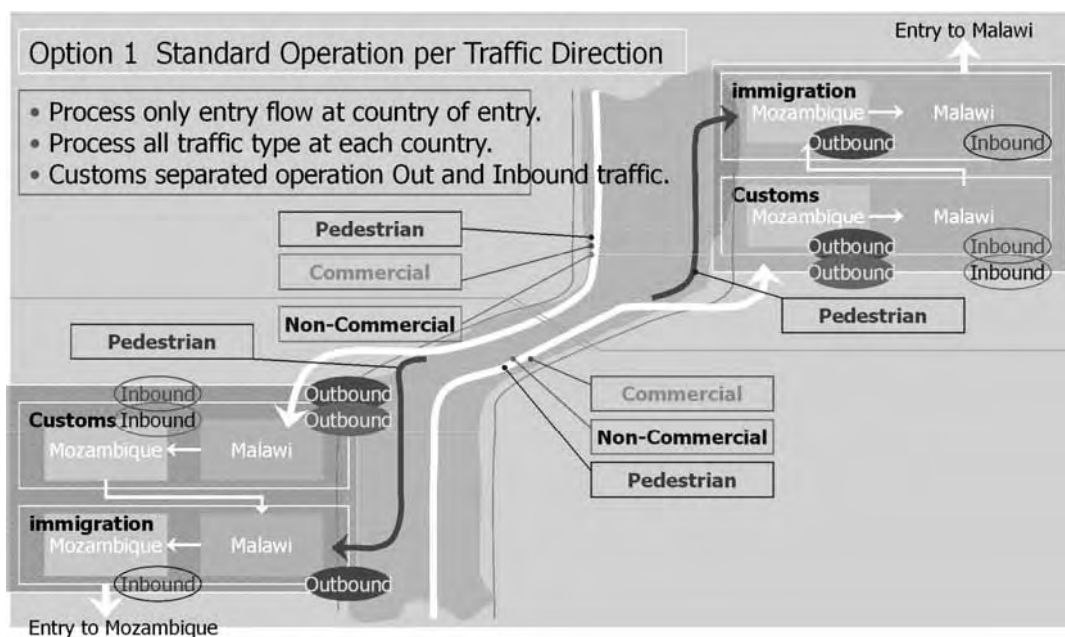 Option 1 Standard Operation per Traffic Direction
• Process only entry flow at country of entry.
• Process all traffic type at each country.
• Customs separated operation Out and Inbound traffic.
Entry to Malawi
immigration
Mozambique
Malawi
Outbound
Inbound
Customs
Mozambique
Malawi
Outbound
Inbound
Outbound
Inbound
Pedestrian
Pedestrian
Commercial
Non-Commercial
Pedestrian
Commercial
Non-Commercial
Pedestrian
Inbound
Outbound
Customs
Inbound
Outbound
Mozambique
Malawi
immigration
Mozambique
Malawi
Inbound
Outbound
Entry to Mozambique